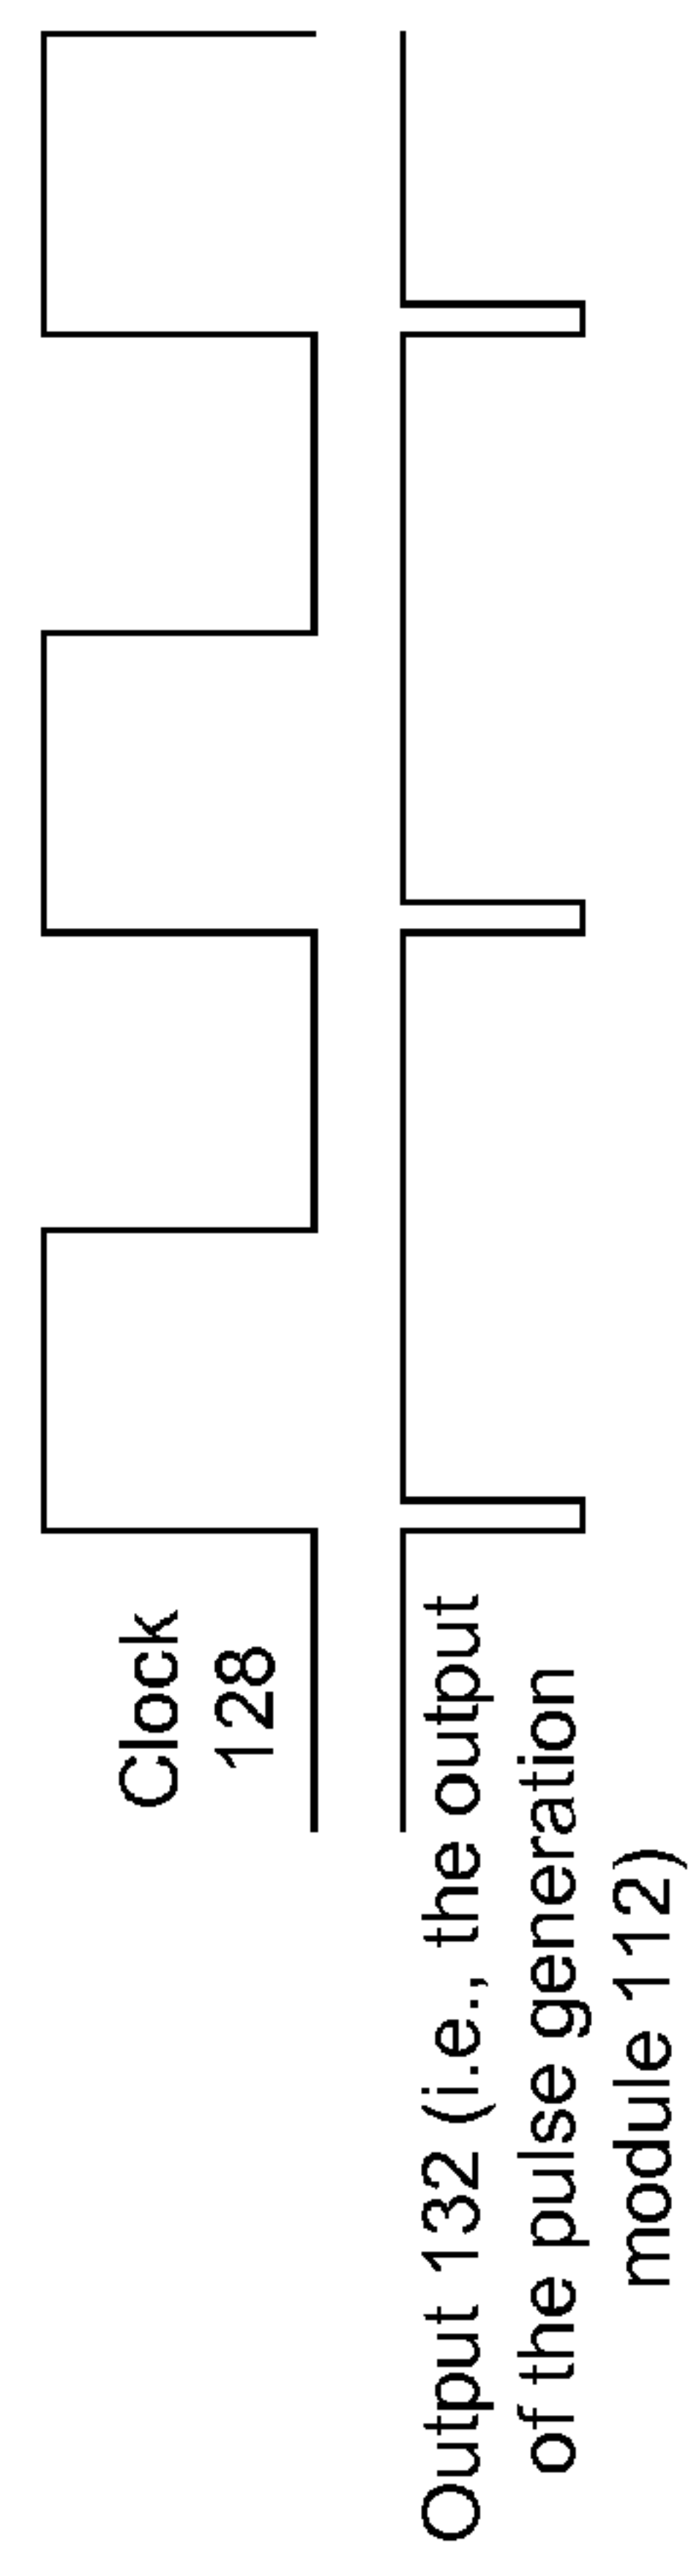 Clock
128
Output 132 (i.e., the output
of the pulse generation
module 112)